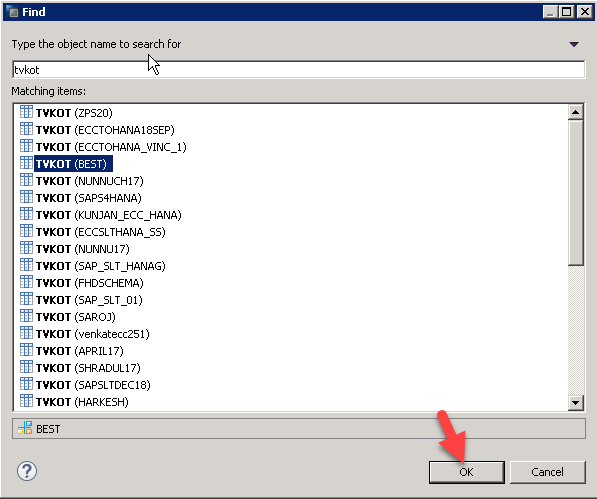 Find
Type the object name to search for
tvkot
Matching items:
TVKOT (ZPS20)
TVKOT (ECCTOHANA18SEP)
TVKOT (ECCTOHANA_VINC_1)
TVKOT (BEST)
TVKOT (NUNNUCH17)
TVKOT (SAPS4HANA)
TVKOT (KUNJAN_ECC_HANA)
TVKOT (ECCSLTHANA_SS)
TVKOT (NUNNU17)
TVKOT (SAP_SLT_HANAG)
TVKOT (FHDSCHEMA)
TVKOT (SAP_SLT_01)
TVKOT (SAROJ)
TVKOT (venkatecc251)
TVKOT (APRIL17)
TVKOT (SHRADUL17)
TVKOT (SAPSLTDEC18)
TVKOT (HARKESH)
BEST
?
OK
Cancel